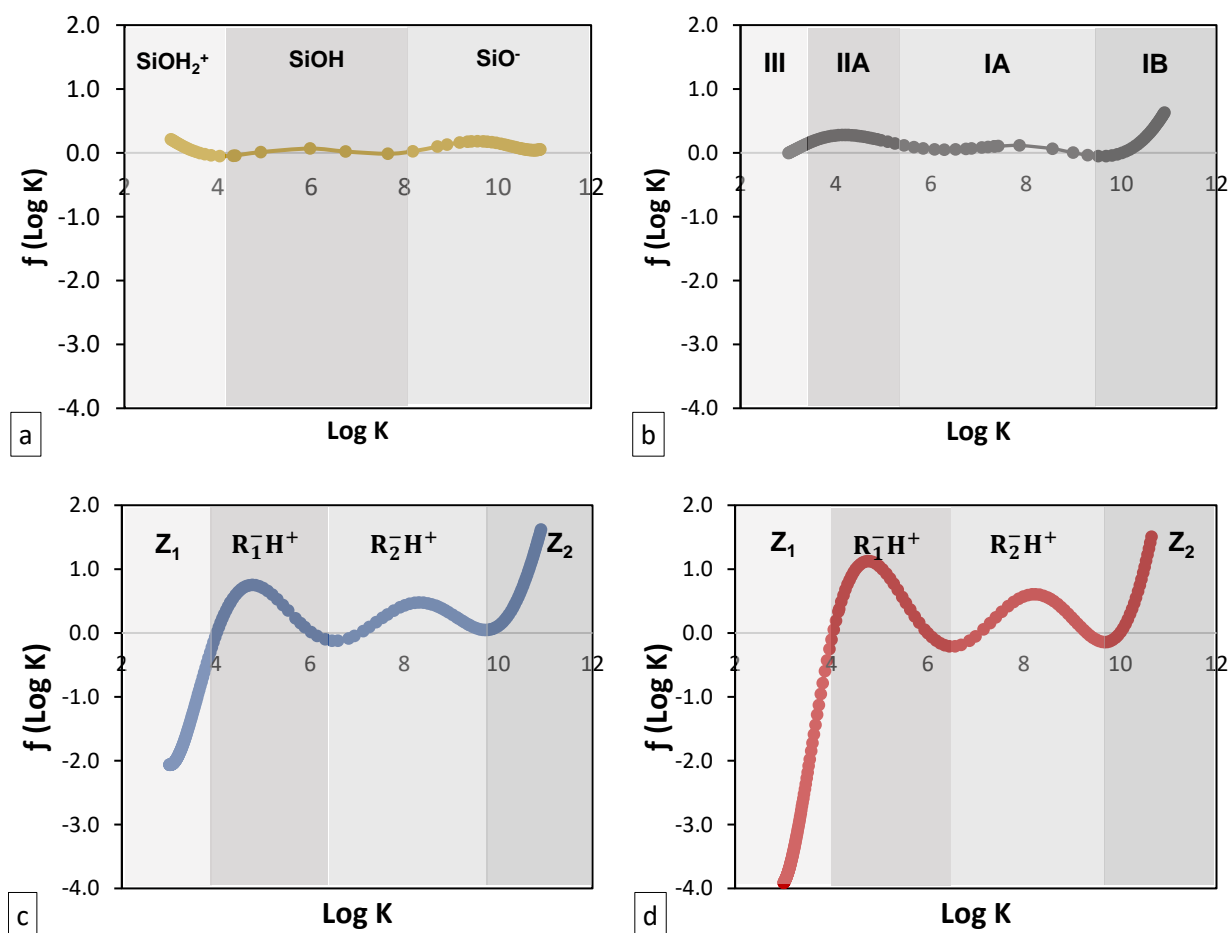 2.0
SiOH₂⁺ SiOH SiO⁻
1.0
0.0
2 4 6 8 10 12
-1.0
-2.0
-3.0
-4.0
ƒ (Log K)
Log K
a
2.0
III IIA IA IB
1.0
0.0
2 4 6 8 10 12
-1.0
-2.0
-3.0
-4.0
ƒ (Log K)
Log K
b
2.0
Z₁ R₁⁻H⁺ R₂⁻H⁺ Z₂
1.0
0.0
2 4 6 8 10 12
-1.0
-2.0
-3.0
-4.0
ƒ (Log K)
Log K
c
2.0
Z₁ R₁⁻H⁺ R₂⁻H⁺ Z₂
1.0
0.0
2 4 6 8 10 12
-1.0
-2.0
-3.0
-4.0
ƒ (Log K)
Log K
d